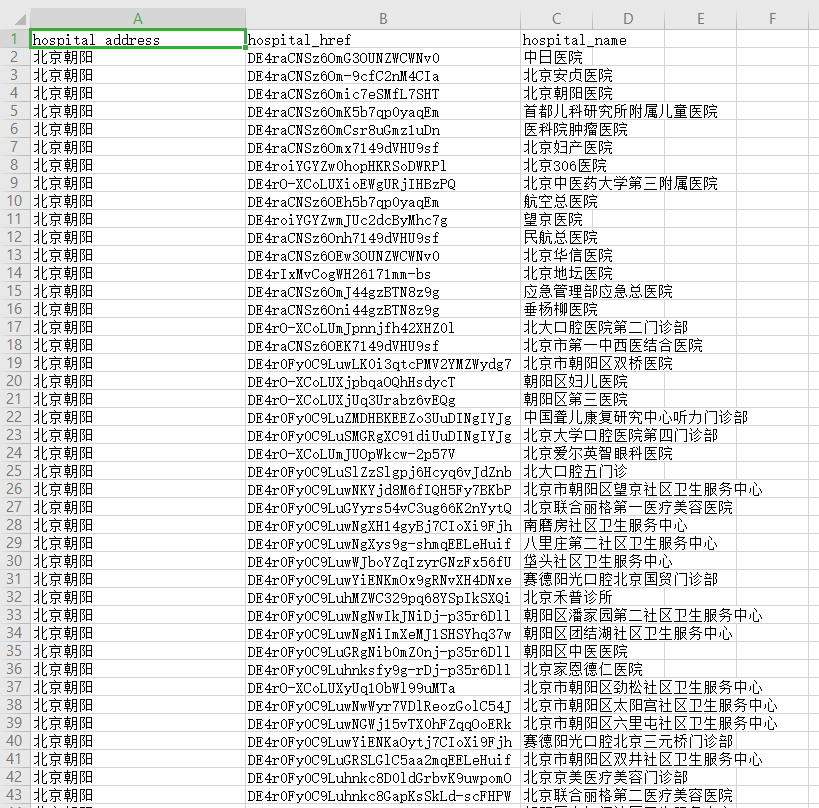 A B C D E F
1 hospital_address hospital_href hospital_name
2 北京朝阳 DE4raCNSz6OmG3OUNZWCWNv0 中日医院
3 北京朝阳 DE4raCNSz6Om-9cfC2nM4CIa 北京安贞医院
4 北京朝阳 DE4raCNSz6Omic7eSMfL7SHT 北京朝阳医院
5 北京朝阳 DE4raCNSz6OmK5b7qp0yaqEm 首都儿科研究所附属儿童医院
6 北京朝阳 DE4raCNSz6OmCsr8uGmz1uDn 医科院肿瘤医院
7 北京朝阳 DE4raCNSz6Omx7149dVHU9sf 北京妇产医院
8 北京朝阳 DE4roiYGYZw0hopHKRSoDWRPl 北京306医院
9 北京朝阳 DE4rO-XCoLUXioEWgURjIHBzPQ 北京中医药大学第三附属医院
10 北京朝阳 DE4raCNSz6OEh5b7qp0yaqEm 航空总医院
11 北京朝阳 DE4roiYGYZwmJUc2dcByMhc7g 望京医院
12 北京朝阳 DE4raCNSz6Onh7149dVHU9sf 民航总医院
13 北京朝阳 DE4raCNSz6OEw3OUNZWCWNv0 北京华信医院
14 北京朝阳 DE4rIxMvCogWH26171mm-bs 北京地坛医院
15 北京朝阳 DE4raCNSz6OmJ44gzBTN8z9g 应急管理部应急总医院
16 北京朝阳 DE4raCNSz6Oni44gzBTN8z9g 垂杨柳医院
17 北京朝阳 DE4rO-XCoLUmJpnnjfh42XHZ0l 北大口腔医院第二门诊部
18 北京朝阳 DE4raCNSz6OEK7149dVHU9sf 北京市第一中西医结合医院
19 北京朝阳 DE4r0Fy0C9LuwLK0i3qtcPMV2YMZWydg7 北京市朝阳区双桥医院
20 北京朝阳 DE4rO-XCoLUXjpbqaOQhHsdycT 朝阳区妇儿医院
21 北京朝阳 DE4rO-XCoLUXjUq3Urabz6vEQg 朝阳区第三医院
22 北京朝阳 DE4r0Fy0C9LuZMDHBKEEZo3UuDINgIYJg 中国聋儿康复研究中心听力门诊部
23 北京朝阳 DE4r0Fy0C9LuSMGRgXC91diUuDINgIYJg 北京大学口腔医院第四门诊部
24 北京朝阳 DE4rO-XCoLUmJUOpWkcw-2p57V 北京爱尔英智眼科医院
25 北京朝阳 DE4r0Fy0C9LuSlZzSlgpj6Hcyq6vJdZnb 北大口腔五门诊
26 北京朝阳 DE4r0Fy0C9LuwNKYjd8M6fIQH5Fy7BKbP 北京市朝阳区望京社区卫生服务中心
27 北京朝阳 DE4r0Fy0C9LuGYyrs54vC3ug66K2nYytQ 北京联合丽格第一医疗美容医院
28 北京朝阳 DE4r0Fy0C9LuwNgXH14gyBj7CIoXi9Fjh 南磨房社区卫生服务中心
29 北京朝阳 DE4r0Fy0C9LuwNgXys9g-shmqEELeHuif 八里庄第二社区卫生服务中心
30 北京朝阳 DE4r0Fy0C9LuwWJboYZqIzyrGNzFx56fU 垡头社区卫生服务中心
31 北京朝阳 DE4r0Fy0C9LuwYiENKmOx9gRNvXH4DNxe 赛德阳光口腔北京国贸门诊部
32 北京朝阳 DE4r0Fy0C9LuhMZWC329pq68YSpIkSXQi 北京禾普诊所
33 北京朝阳 DE4r0Fy0C9LuwNgNwIkJNiDj-p35r6Dll 朝阳区潘家园第二社区卫生服务中心
34 北京朝阳 DE4r0Fy0C9LuwNgNiImXeMJ1SHSYhq37w 朝阳区团结湖社区卫生服务中心
35 北京朝阳 DE4r0Fy0C9LuGRgNib0mZ0nj-p35r6Dll 朝阳区中医医院
36 北京朝阳 DE4r0Fy0C9Luhnksfy9g-rDj-p35r6Dll 北京家恩德仁医院
37 北京朝阳 DE4rO-XCoLUXyUq1ObWl99uMTa 北京市朝阳区劲松社区卫生服务中心
38 北京朝阳 DE4r0Fy0C9LuwNwWyr7VDlReozGolC54J 北京市朝阳区太阳宫社区卫生服务中心
39 北京朝阳 DE4r0Fy0C9LuwNGWj15vTX0hFZqqOoERk 北京市朝阳区六里屯社区卫生服务中心
40 北京朝阳 DE4r0Fy0C9LuwYiENKaOytj7CIoXi9Fjh 赛德阳光口腔北京三元桥门诊部
41 北京朝阳 DE4r0Fy0C9LuGRSLGlC5aa2mqEELeHuif 北京市朝阳区双井社区卫生服务中心
42 北京朝阳 DE4r0Fy0C9Luhnkc8D0ldGrbvK9uwpomO 北京京美医疗美容门诊部
43 北京朝阳 DE4r0Fy0C9Luhnkc8GapKsSkLd-scFHPW 北京联合丽格第二医疗美容医院